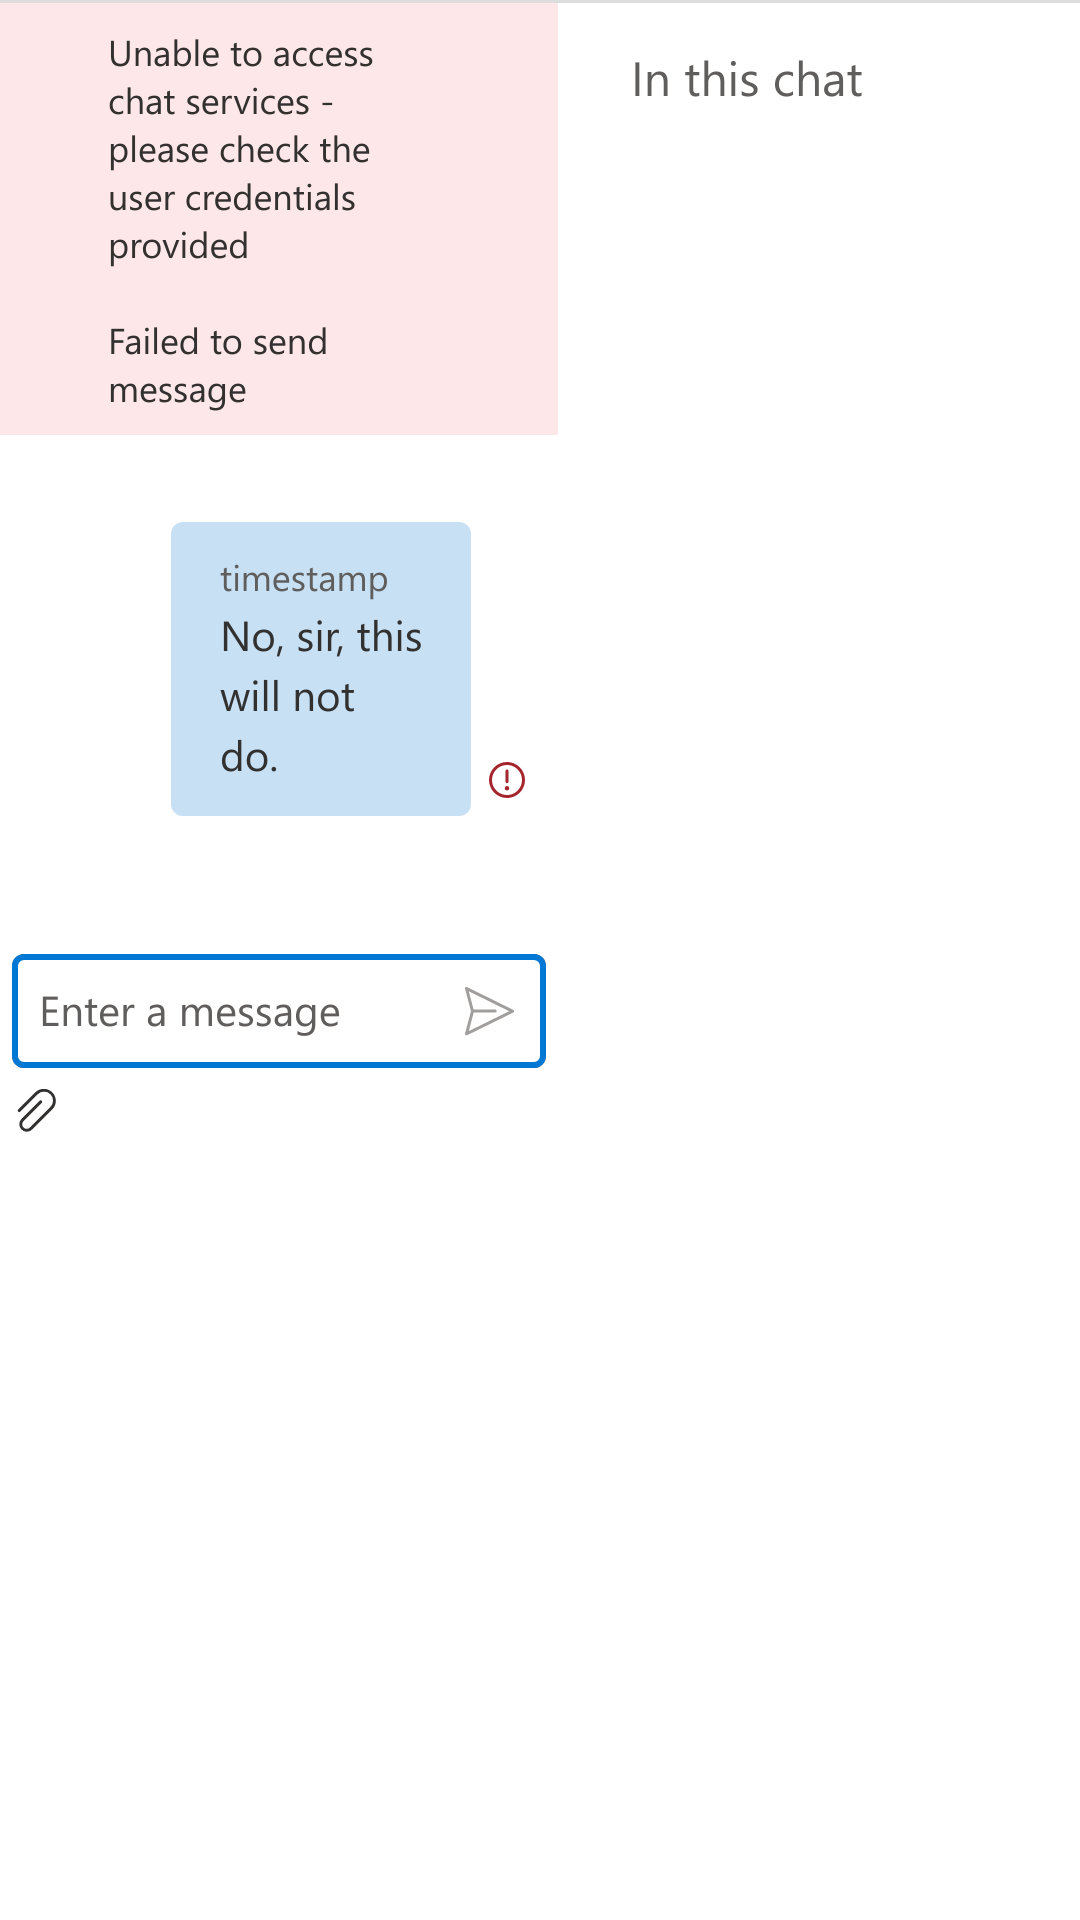 Unable to access
chat services -
please check the
user credentials
provided
Failed to send
message
In this chat
timestamp
No, sir, this
will not
do.
Enter a message